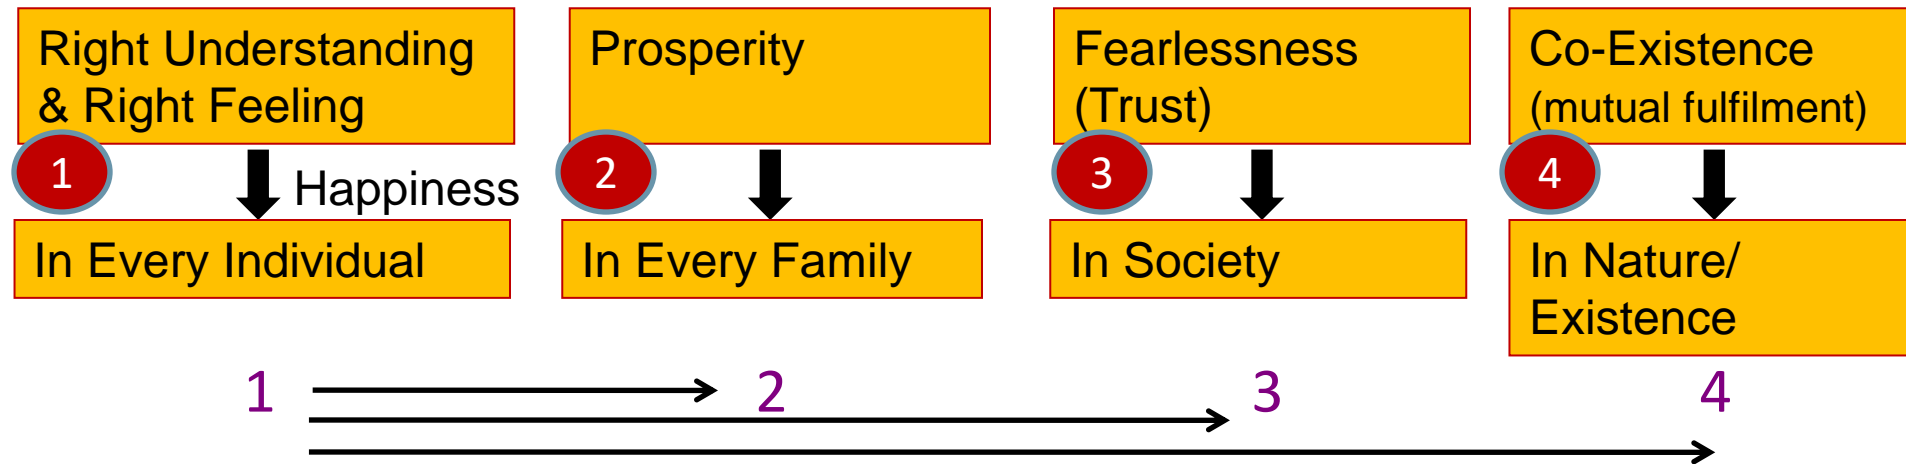 Right Understanding
& Right Feeling
1
Happiness
In Every Individual
Prosperity
2
In Every Family
Fearlessness
(Trust)
3
In Society
Co-Existence
(mutual fulfilment)
4
In Nature/
Existence
1 2 3 4